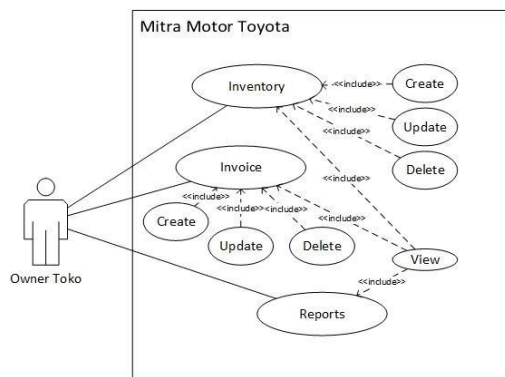 Mitra Motor Toyota
Inventory
<<include>>
Create
<<include>>
Update
<<include>>
Delete
Invoice
<<include>>
<<include>>
Create
<<include>>
<<include>>
<<include>>
Update
Delete
View
Owner Toko
<<include>>
Reports